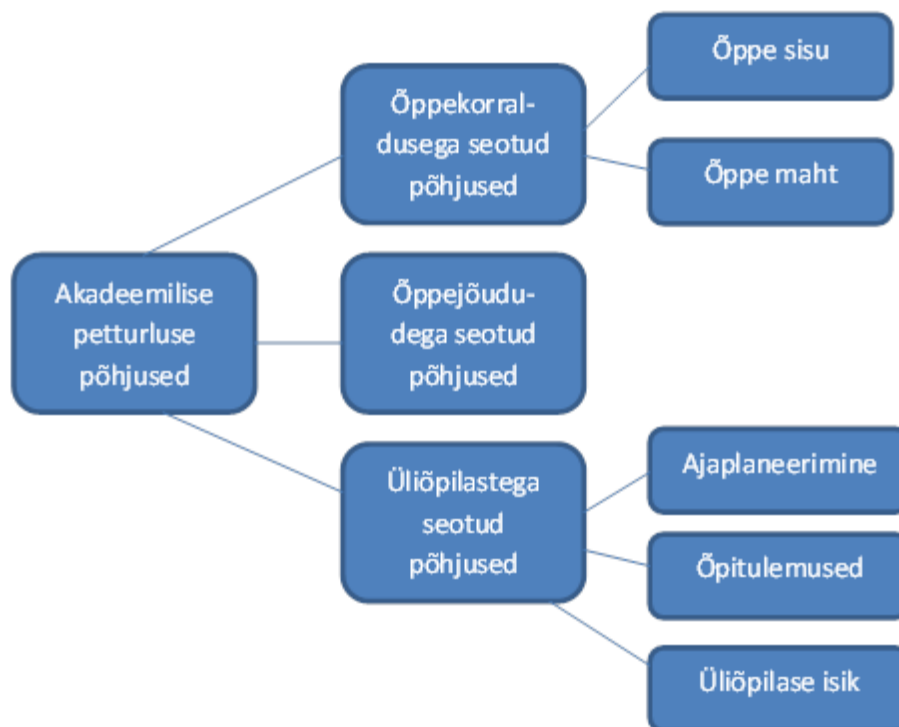 Akadeemilise
petturluse
põhjused
Õppekorral-
dusega seotud
põhjused
Õppe sisu
Õppe maht
Õppejõudu-
dega seotud
põhjused
Üliõpilastega
seotud
põhjused
Ajaplaneerimine
Õpitulemused
Üliõpilase isik